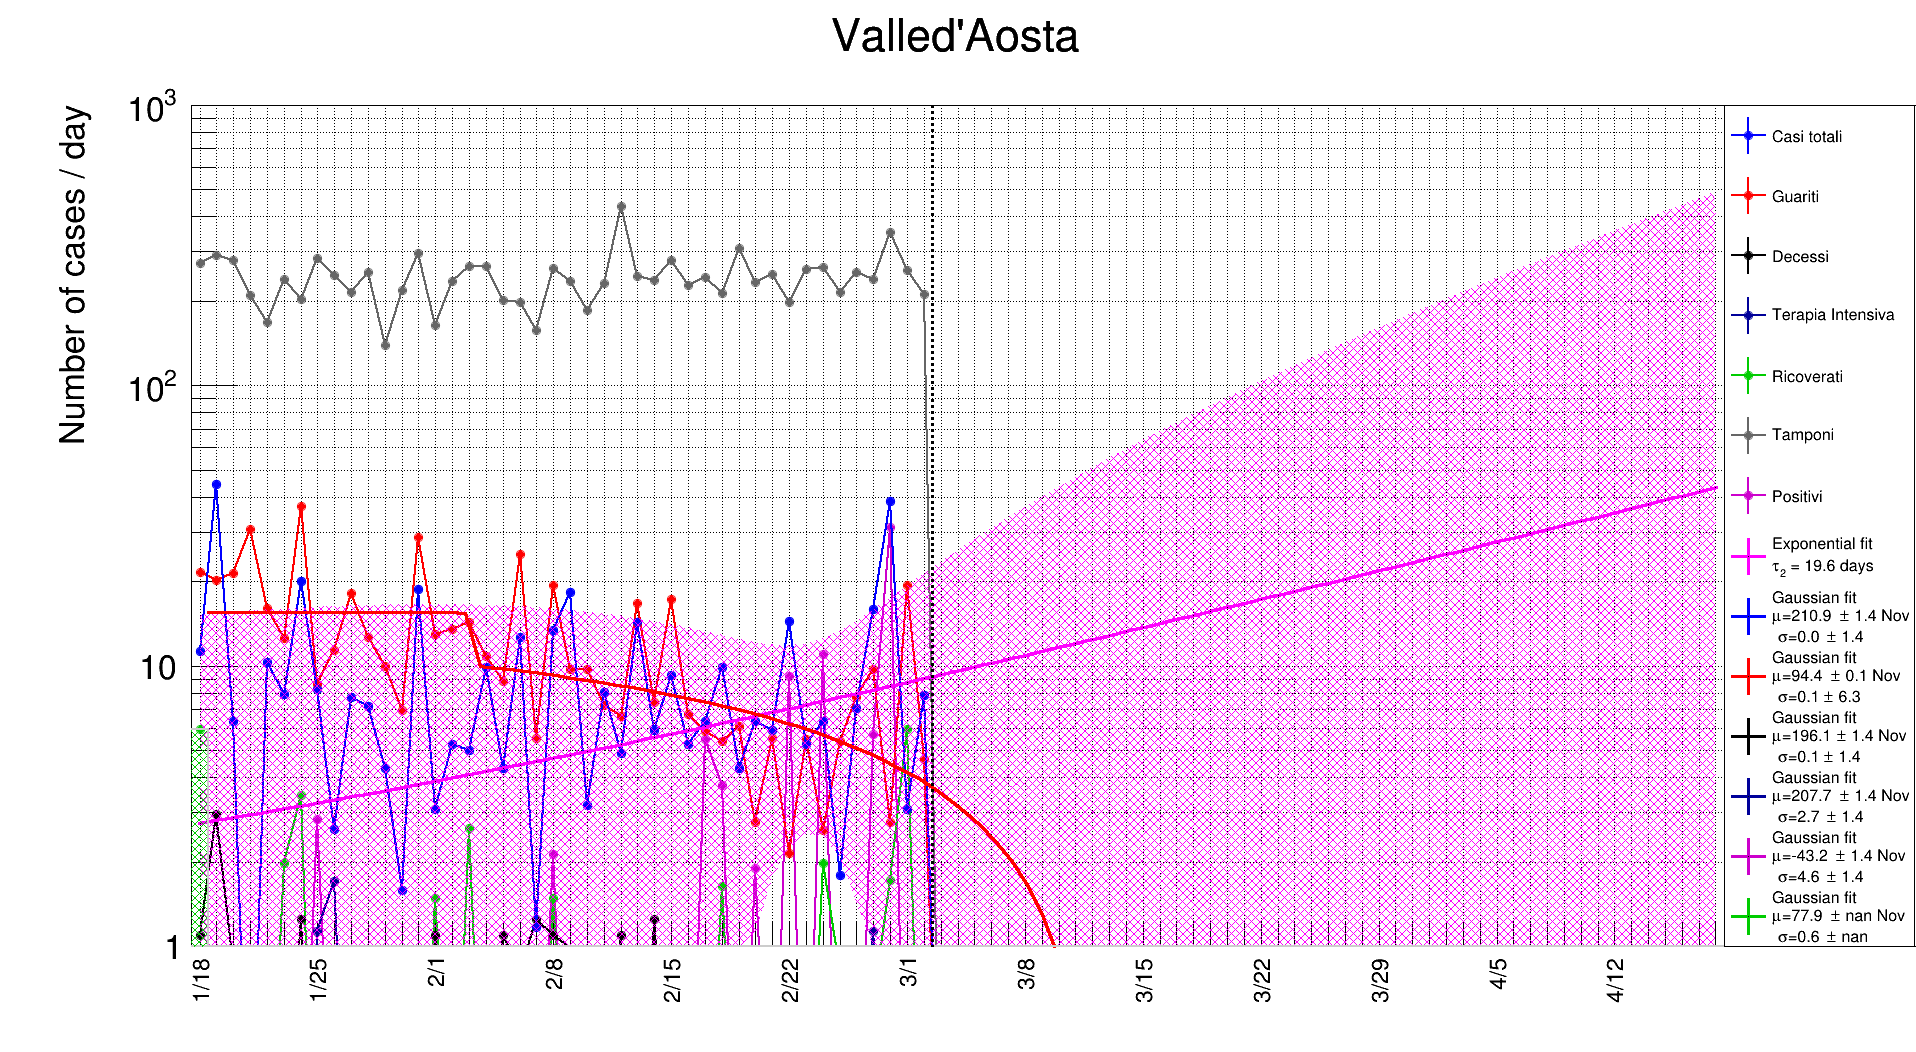 Valled'Aosta
Number of cases / day
10³
10²
10
1
1/18
1/25
2/1
2/8
2/15
2/22
3/1
3/8
3/15
3/22
3/29
4/5
4/12
Casi totali
Guariti
Decessi
Terapia Intensiva
Ricoverati
Tamponi
Positivi
Exponential fit
τ₂ = 19.6 days
Gaussian fit
μ=210.9 ± 1.4 Nov
σ=0.0 ± 1.4
Gaussian fit
μ=94.4 ± 0.1 Nov
σ=0.1 ± 6.3
Gaussian fit
μ=196.1 ± 1.4 Nov
σ=0.1 ± 1.4
Gaussian fit
μ=207.7 ± 1.4 Nov
σ=2.7 ± 1.4
Gaussian fit
μ=-43.2 ± 1.4 Nov
σ=4.6 ± 1.4
Gaussian fit
μ=77.9 ± nan Nov
σ=0.6 ± nan